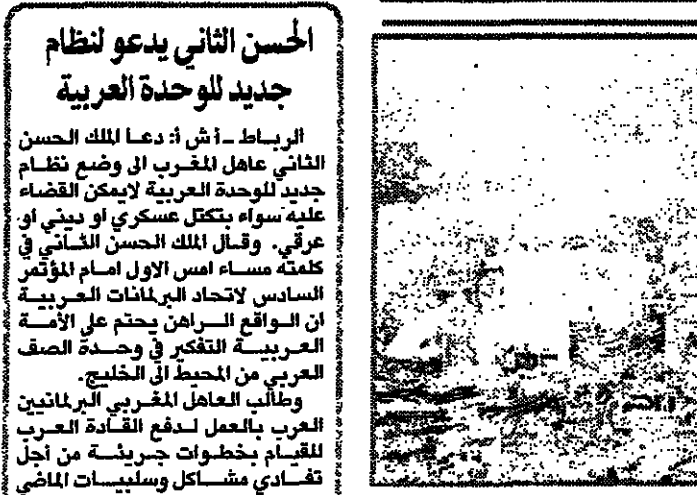 الحسن الثاني يدعو لنظام
جديد للوحدة العربية
الرباط ـ أ ش أ: دعا الملك الحسن
الثاني عاهل المغرب الى وضع نظام
جديد للوحدة العربية لايمكن القضاء
عليه سواء بتكتل عسكري او ديني او
عرقي. وقال الملك الحسن الثاني في
كلمته مساء امس الاول امام المؤتمر
السادس لاتحاد البرلمانات العربية
ان الواقع الراهن يحتم على الأمة
العربية التفكير في وحدة الصف
العربي من المحيط الى الخليج.
وطالب العاهل المغربي البرلمانيين
العرب بالعمل لدفع القادة العرب
للقيام بخطوات جريئة من أجل
تفادي مشاكل وسلبيات الماضي